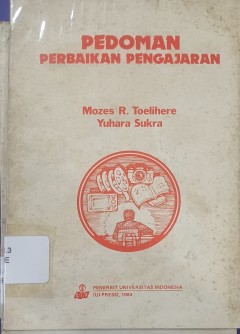 PEDOMAN
PERBAIKAN PENGAJARAN
Mozes R. Toelihere
Yuhara Sukra
PENERBIT UNIVERSITAS INDONESIA
(UI-PRESS), 1984